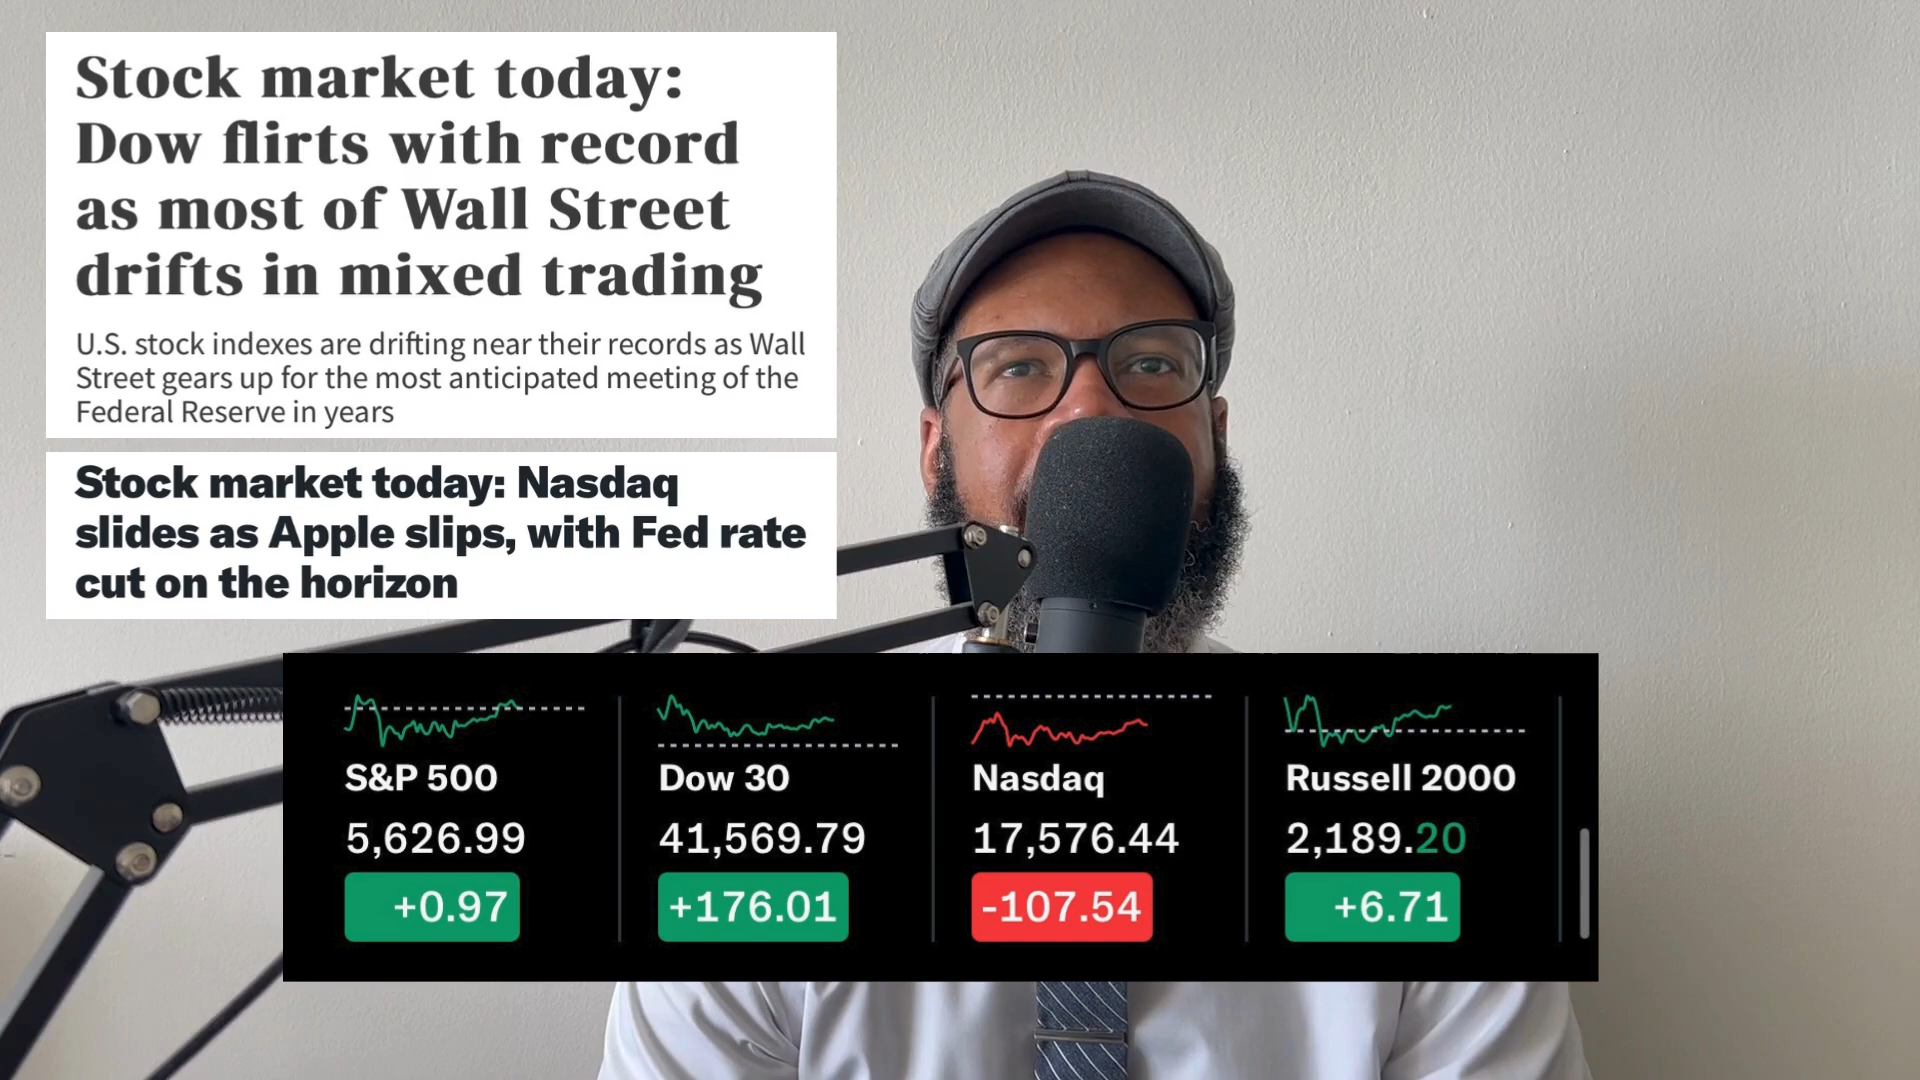 Stock market today:
Dow flirts with record
as most of Wall Street
drifts in mixed trading
U.S. stock indexes are drifting near their records as Wall
Street gears up for the most anticipated meeting of the
Federal Reserve in years
Stock market today: Nasdaq
slides as Apple slips, with Fed rate
cut on the horizon
S&P 500
5,626.99
+0.97
Dow 30
41,569.79
+176.01
Nasdaq
17,576.44
-107.54
Russell 2000
2,189.20
+6.71